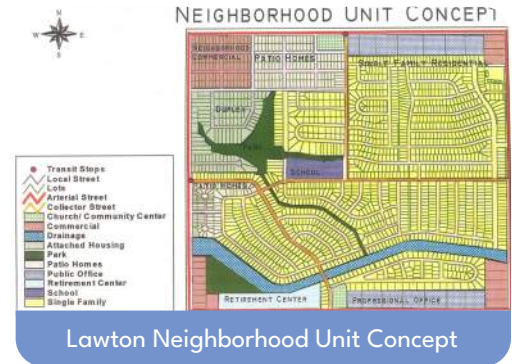 NEIGHBORHOOD UNIT CONCEPT
N
W E
S
NEIGHBORHOOD
COMMERCIAL
PATIO HOMES
SINGLE FAMILY RESIDENTIAL
DUPLEX
PARK
SCHOOL
PATIO HOMES
RETIREMENT CENTER
PROFESSIONAL OFFICE
Transit Stops
Local Street
Lots
Arterial Street
Collector Street
Church/ Community Center
Commercial
Drainage
Attached Housing
Park
Patio Homes
Public Office
Retirement Center
School
Single Family
Lawton Neighborhood Unit Concept